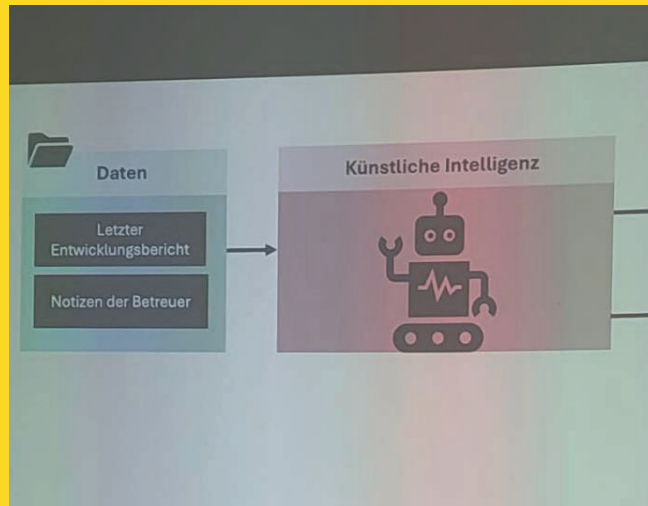 Daten
Letzter
Entwicklungsbericht
Notizen der Betreuer
Künstliche Intelligenz